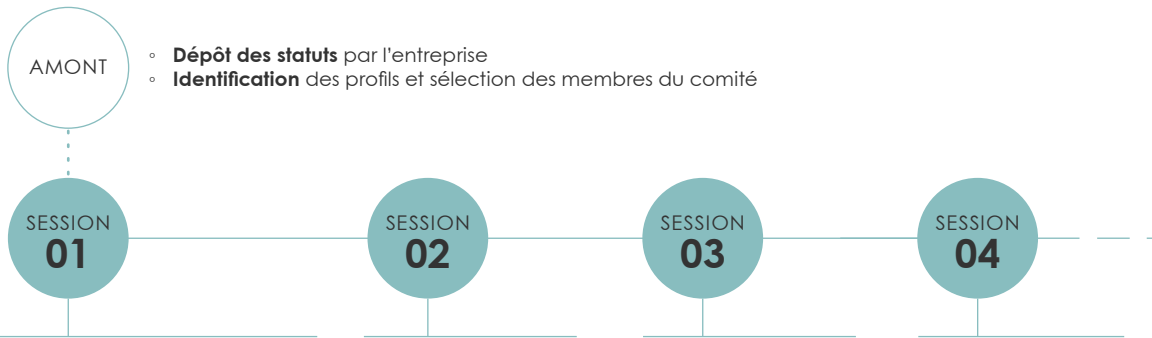 AMONT
◦ Dépôt des statuts par l'entreprise
◦ Identification des profils et sélection des membres du comité
SESSION
01
SESSION
02
SESSION
03
SESSION
04